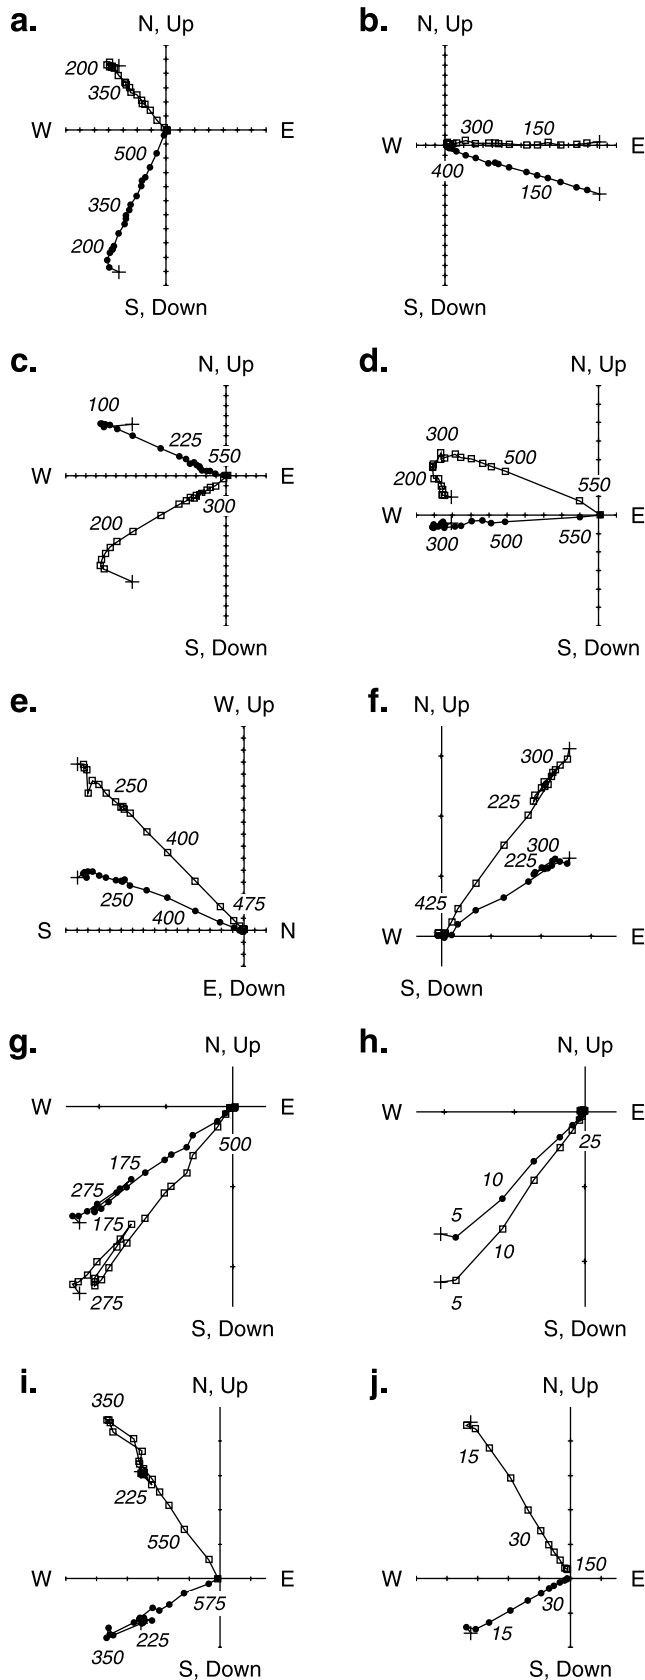 a.
N, Up
200
350
W
E
500
350
200
S, Down
b.
N, Up
300
150
W
E
400
150
S, Down
c.
N, Up
100
225
550
W
E
300
200
S, Down
d.
N, Up
300
500
200
550
W
E
300
500
550
S, Down
e.
W, Up
250
400
475
250
400
S
N
E, Down
f.
N, Up
300
225
300
225
425
W
E
S, Down
g.
N, Up
W
E
500
175
275
175
275
S, Down
h.
N, Up
W
E
25
10
5
10
5
S, Down
i.
N, Up
350
225
550
W
E
575
225
350
S, Down
j.
N, Up
15
30
150
W
E
30
15
S, Down